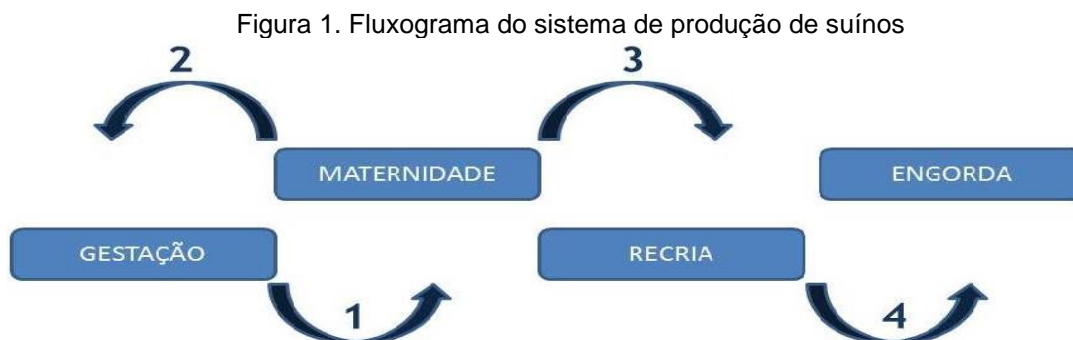 Figura 1. Fluxograma do sistema de produção de suínos
2
3
MATERNIDADE
ENGORDA
GESTAÇÃO
RECRIA
1
4